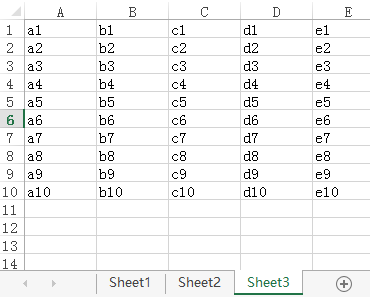 A B C D E
1 a1 b1 c1 d1 e1
2 a2 b2 c2 d2 e2
3 a3 b3 c3 d3 e3
4 a4 b4 c4 d4 e4
5 a5 b5 c5 d5 e5
6 a6 b6 c6 d6 e6
7 a7 b7 c7 d7 e7
8 a8 b8 c8 d8 e8
9 a9 b9 c9 d9 e9
10 a10 b10 c10 d10 e10
11
12
13
14
Sheet1 Sheet2 Sheet3